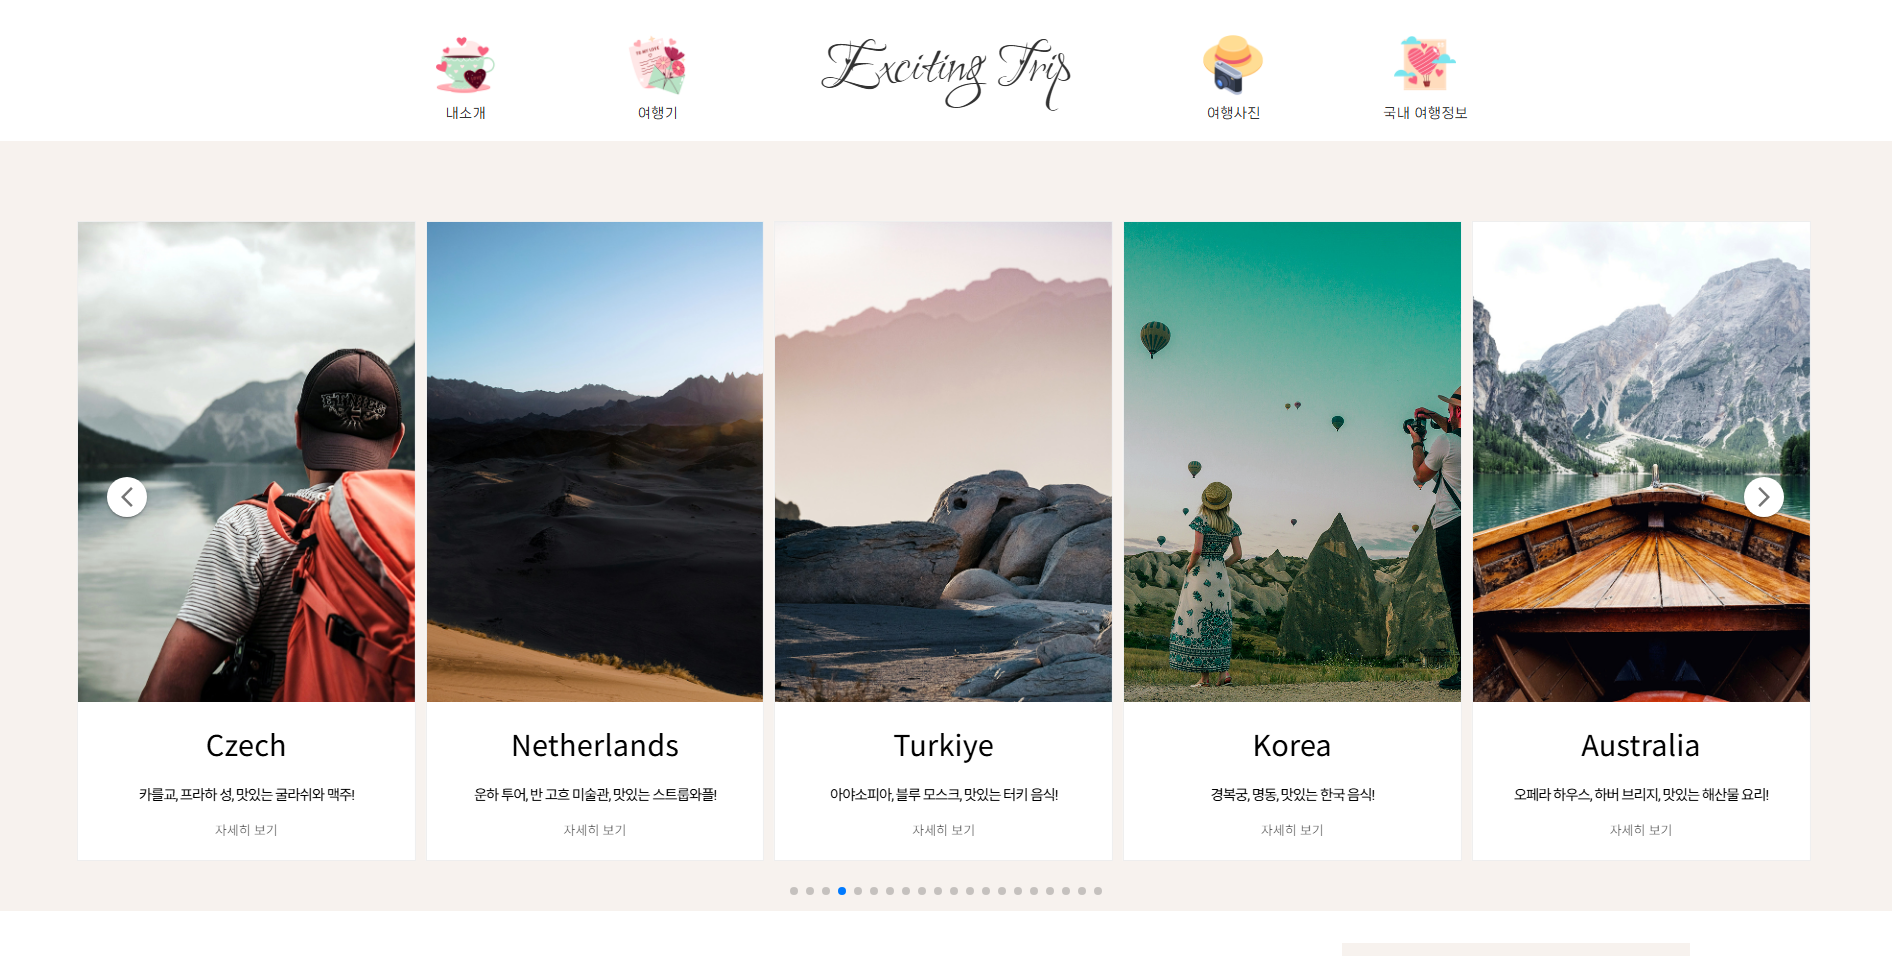 내소개
여행기
Exciting Trip
여행사진
국내 여행정보
TO MY LOVE
Czech
카를교, 프라하 성, 맛있는 굴라쉬와 맥주!
자세히 보기
Netherlands
운하 투어, 반 고흐 미술관, 맛있는 스트룹와플!
자세히 보기
Turkiye
아야소피아, 블루 모스크, 맛있는 터키 음식!
자세히 보기
Korea
경복궁, 명동, 맛있는 한국 음식!
자세히 보기
Australia
오페라 하우스, 하버 브리지, 맛있는 해산물 요리!
자세히 보기